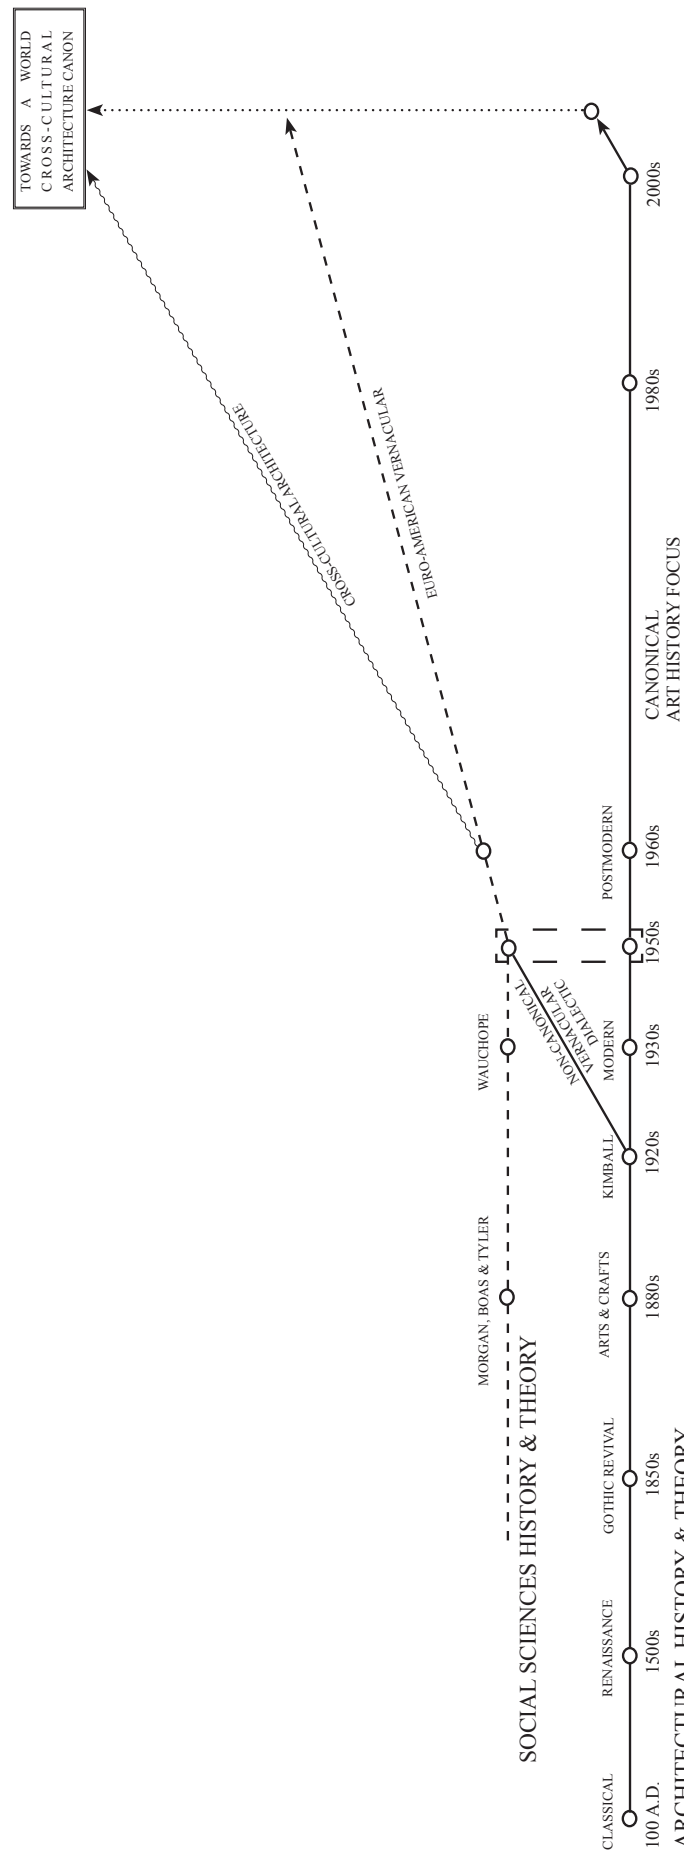 TOWARDS A WORLD
CROSS-CULTURAL
ARCHITECTURE CANON
CROSS-CULTURAL ARCHITECTURE
EURO-AMERICAN VERNACULAR
NON-CANONICAL
VERNACULAR
DIALECTIC
MORGAN, BOAS & TYLER
WAUCHOPE
SOCIAL SCIENCES HISTORY & THEORY
CLASSICAL
RENAISSANCE
GOTHIC REVIVAL
ARTS & CRAFTS
KIMBALL
MODERN
POSTMODERN
100 A.D.
1500s
1850s
1880s
1920s
1930s
1950s
1960s
1980s
2000s
CANONICAL
ART HISTORY FOCUS
ARCHITECTURAL HISTORY & THEORY